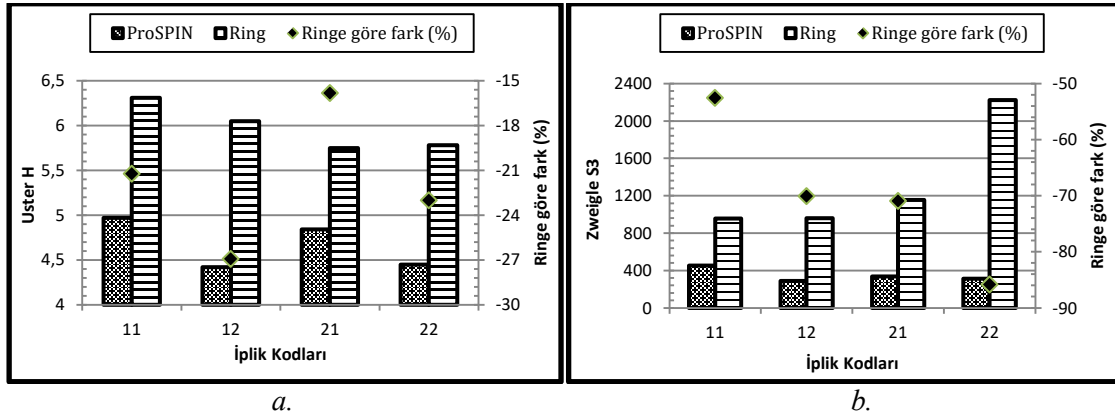 ProSPIN Ring Ringe göre fark (%)
6,5
6
5,5
5
4,5
4
Uster H
-15
-18
-21
-24
-27
-30
Ringe göre fark (%)
11 12 21 22
İplik Kodları
a.
ProSPIN Ring Ringe göre fark (%)
2400
2000
1600
1200
800
400
0
Zweigle S3
-50
-60
-70
-80
-90
Ringe göre fark (%)
11 12 21 22
İplik Kodları
b.